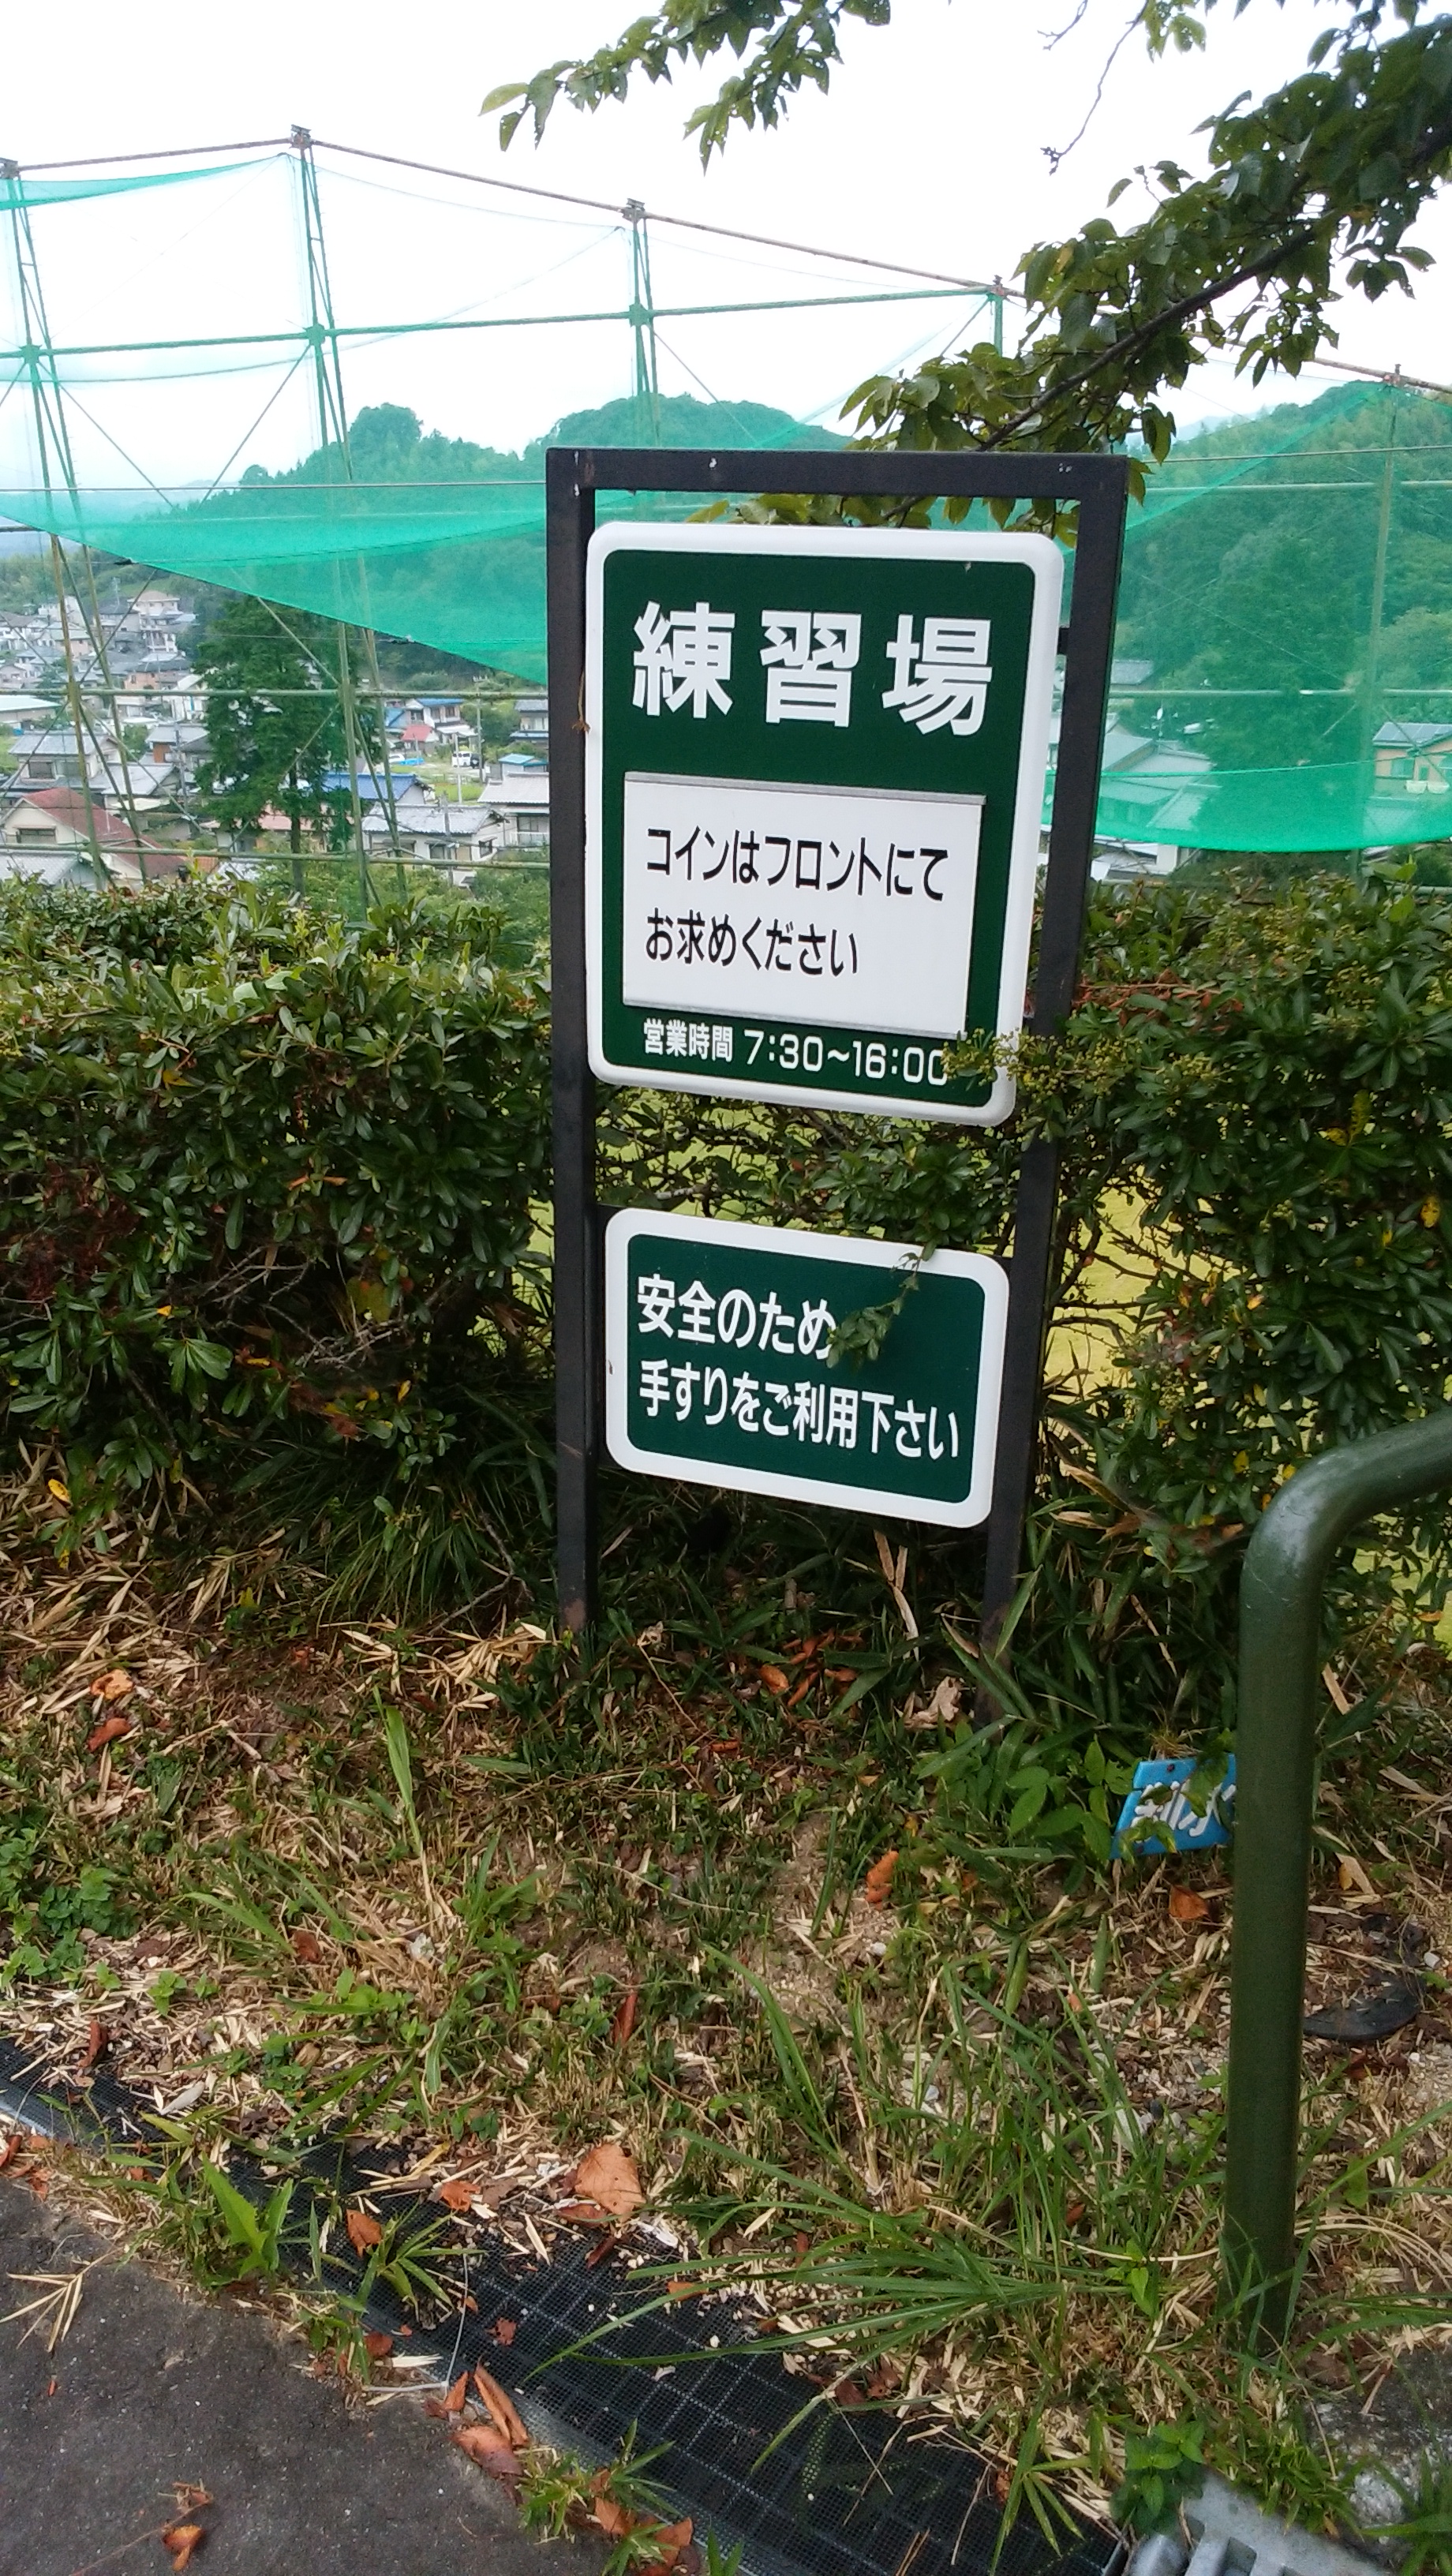 練習場
コインはフロントにて
お求めください
営業時間 7:30〜16:00
安全のため
手すりをご利用下さい